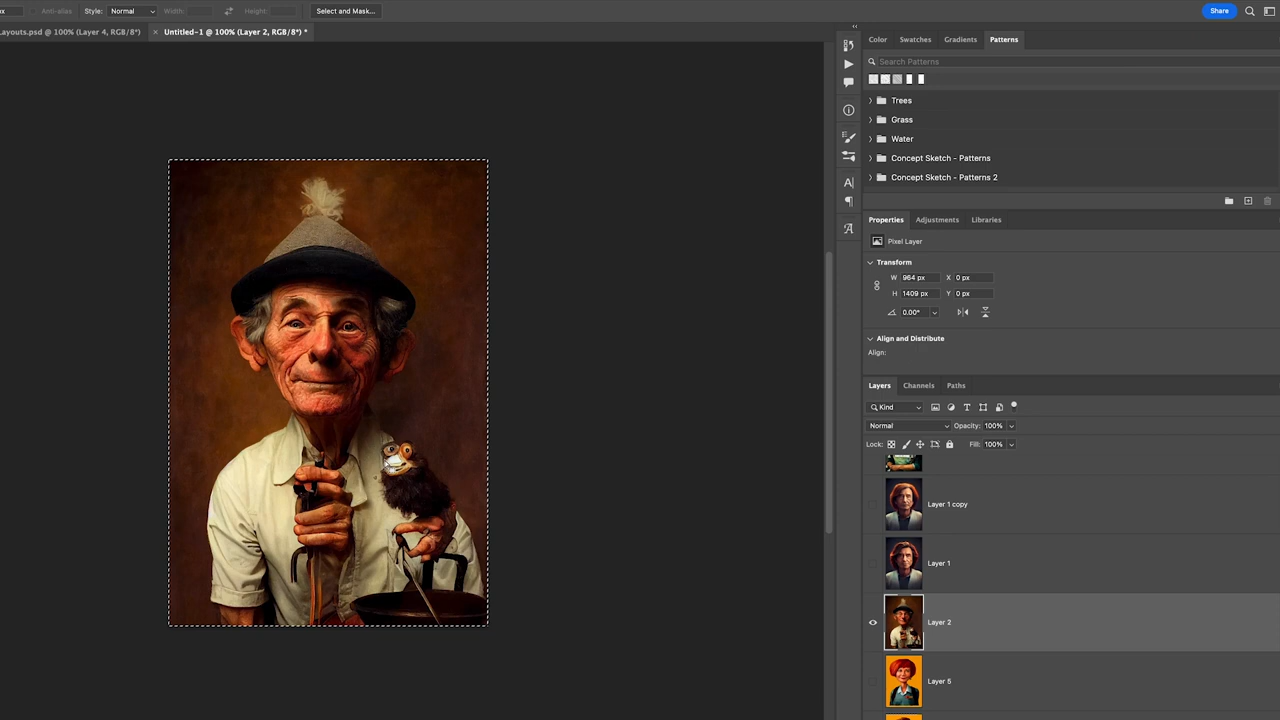 px Anti-alias Style: Normal Width: Height: Select and Mask... Share
Layouts.psd @ 100% (Layer 4, RGB/8*) × Untitled-1 @ 100% (Layer 2, RGB/8*) *
Color Swatches Gradients Patterns
Search Patterns
Trees
Grass
Water
Concept Sketch - Patterns
Concept Sketch - Patterns 2
Properties Adjustments Libraries
Pixel Layer
Transform
W 964 px X 0 px
H 1409 px Y 0 px
0.00°
Align and Distribute
Align:
Layers Channels Paths
Kind
Normal Opacity: 100%
Lock: Fill: 100%
Layer 1 copy
Layer 1
Layer 2
Layer 5